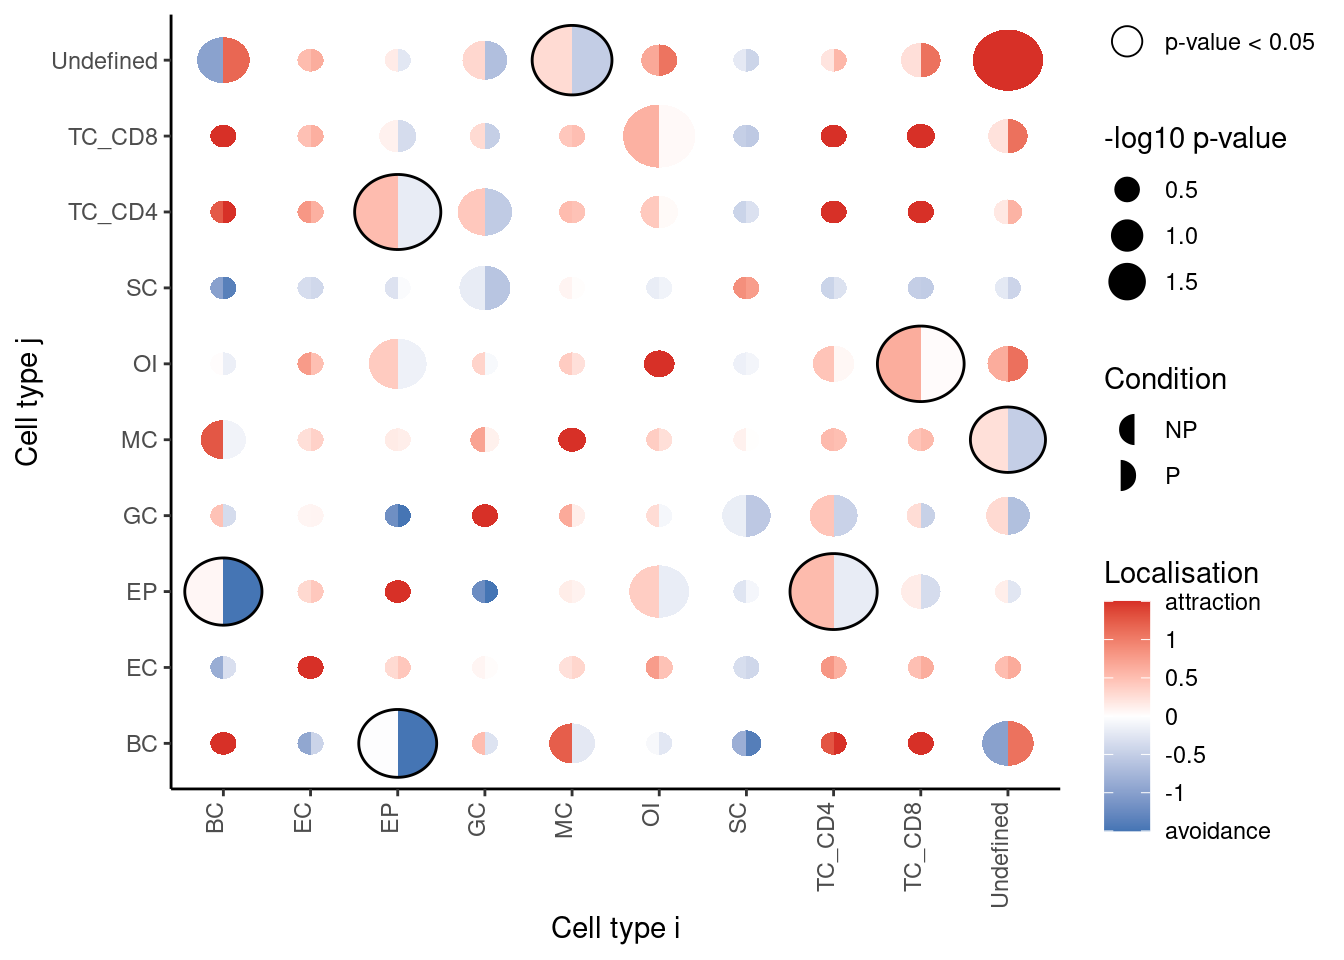 Undefined
TC_CD8
TC_CD4
SC
OI
MC
GC
EP
EC
BC
Cell type j
BC
EC
EP
GC
MC
OI
SC
TC_CD4
TC_CD8
Undefined
Cell type i
p-value < 0.05
-log10 p-value
0.5
1.0
1.5
Condition
NP
P
Localisation
attraction
1
0.5
0
-0.5
-1
avoidance